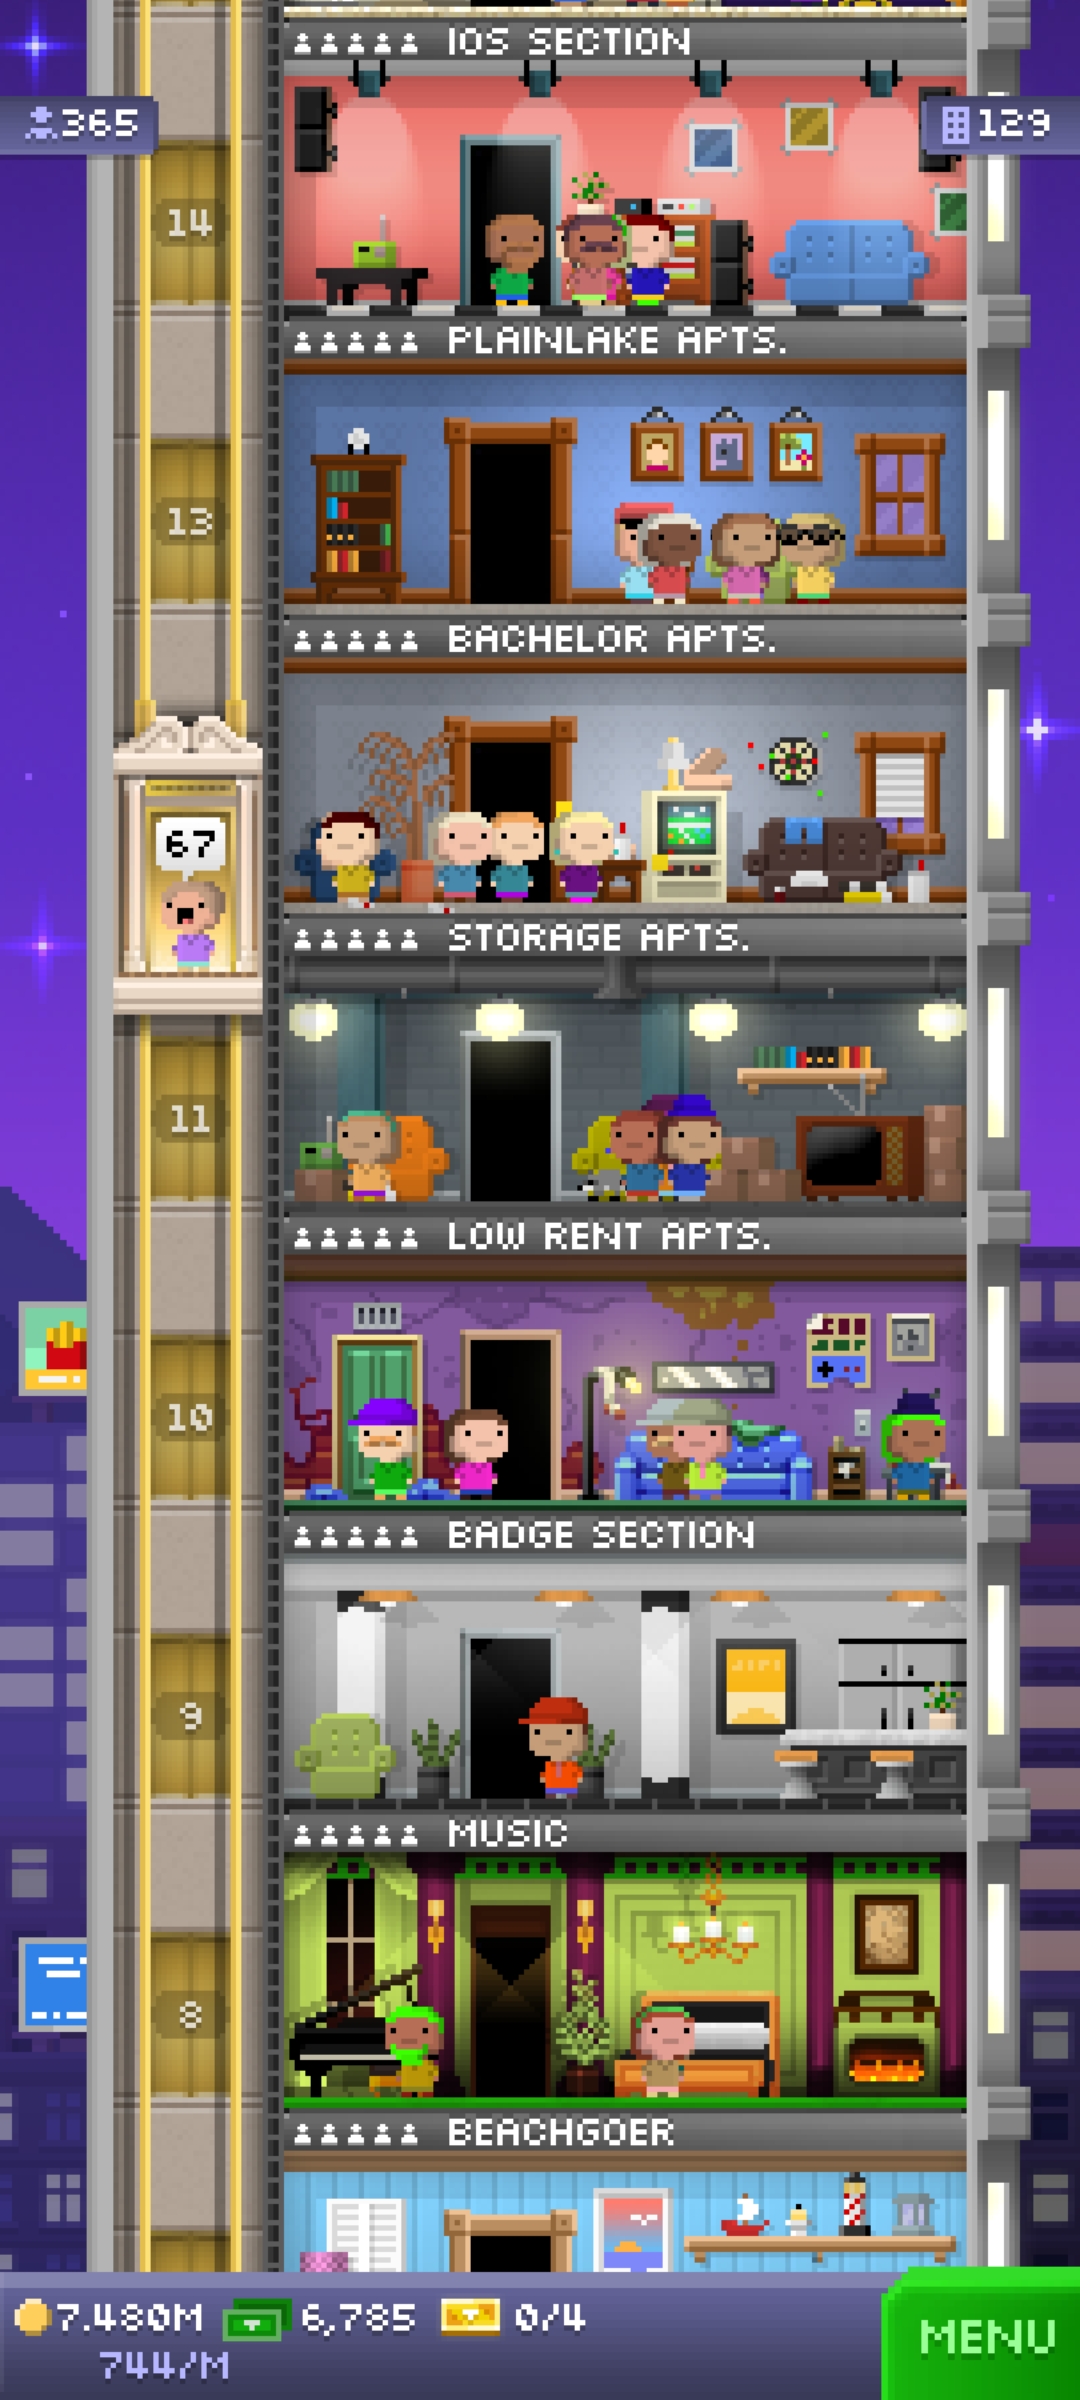 IOS SECTION
365
129
14
PLAINLAKE APTS.
13
BACHELOR APTS.
67
STORAGE APTS.
11
LOW RENT APTS.
10
BADGE SECTION
9
MUSIC
8
BEACHGOER
7.480M 6,785 0/4
744/M
MENU